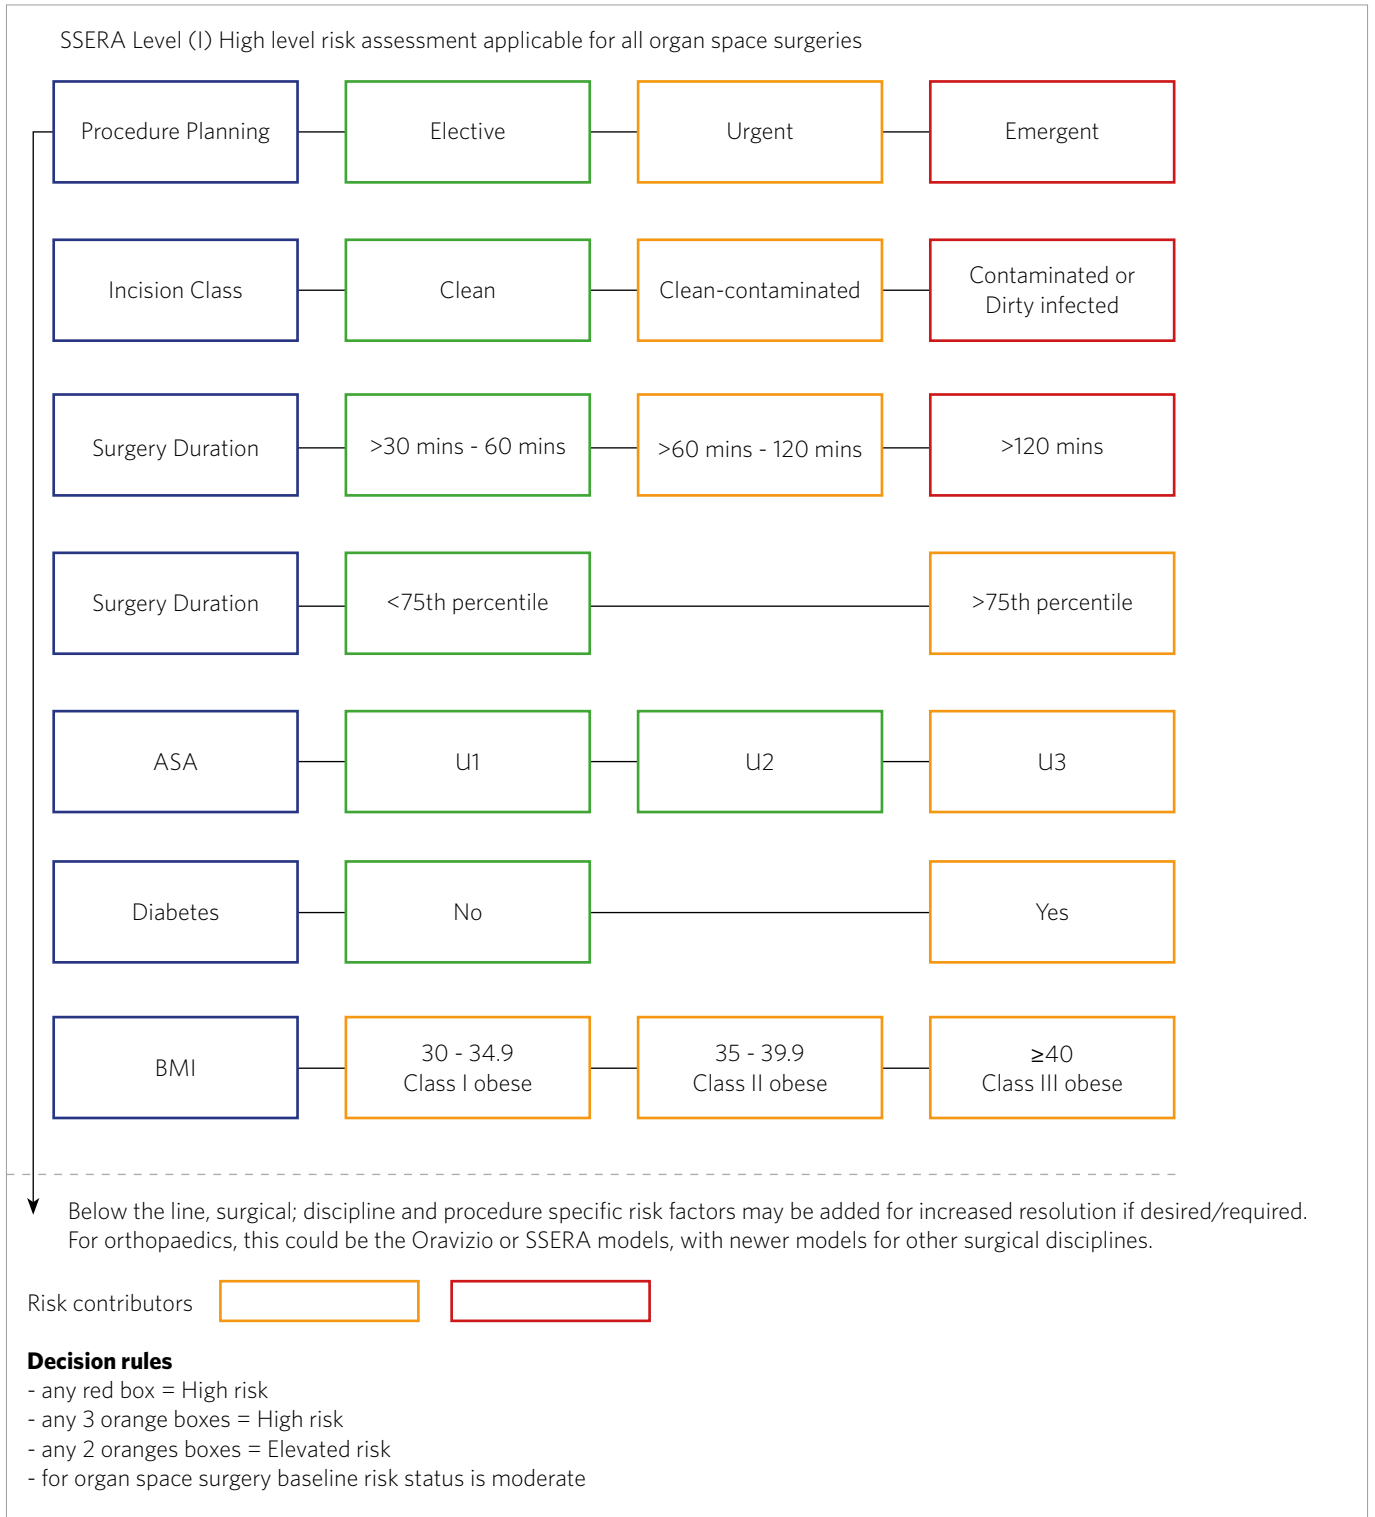 SSERA Level (I) High level risk assessment applicable for all organ space surgeries
Procedure Planning
Elective
Urgent
Emergent
Incision Class
Clean
Clean-contaminated
Contaminated or
Dirty infected
Surgery Duration
>30 mins - 60 mins
>60 mins - 120 mins
>120 mins
Surgery Duration
<75th percentile
>75th percentile
ASA
U1
U2
U3
Diabetes
No
Yes
BMI
30 - 34.9
Class I obese
35 - 39.9
Class II obese
≥40
Class III obese
Below the line, surgical; discipline and procedure specific risk factors may be added for increased resolution if desired/required.
For orthopaedics, this could be the Oravizio or SSERA models, with newer models for other surgical disciplines.
Risk contributors
Decision rules
- any red box = High risk
- any 3 orange boxes = High risk
- any 2 oranges boxes = Elevated risk
- for organ space surgery baseline risk status is moderate